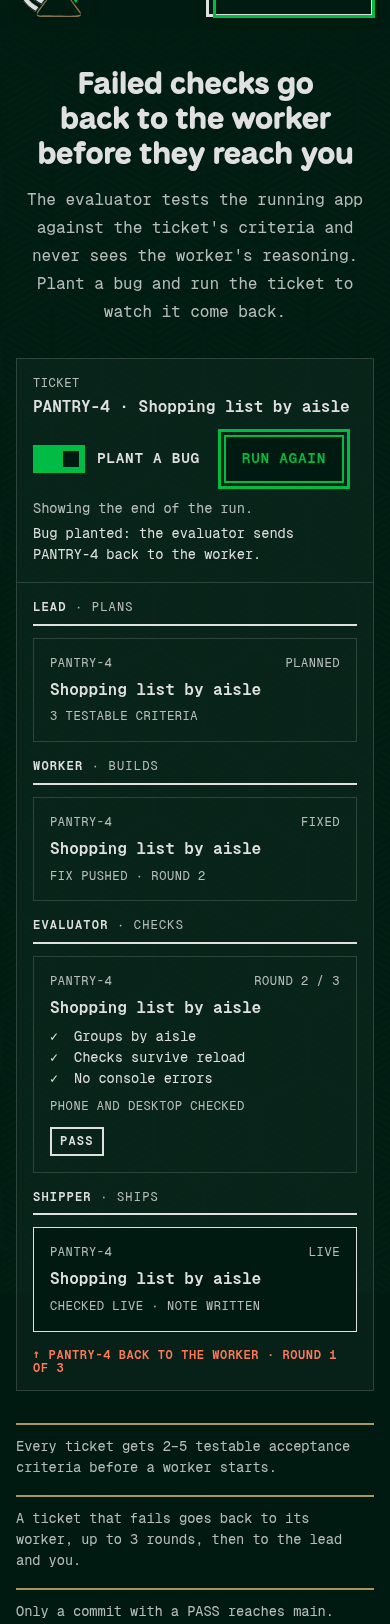 Failed checks go
back to the worker
before they reach you
The evaluator tests the running app
against the ticket's criteria and
never sees the worker's reasoning.
Plant a bug and run the ticket to
watch it come back.
TICKET
PANTRY-4 · Shopping list by aisle
PLANT A BUG
RUN AGAIN
Showing the end of the run.
Bug planted: the evaluator sends
PANTRY-4 back to the worker.
LEAD · PLANS
PANTRY-4 PLANNED
Shopping list by aisle
3 TESTABLE CRITERIA
WORKER · BUILDS
PANTRY-4 FIXED
Shopping list by aisle
FIX PUSHED · ROUND 2
EVALUATOR · CHECKS
PANTRY-4 ROUND 2 / 3
Shopping list by aisle
✓ Groups by aisle
✓ Checks survive reload
✓ No console errors
PHONE AND DESKTOP CHECKED
PASS
SHIPPER · SHIPS
PANTRY-4 LIVE
Shopping list by aisle
CHECKED LIVE · NOTE WRITTEN
↑ PANTRY-4 BACK TO THE WORKER · ROUND 1
OF 3
Every ticket gets 2–5 testable acceptance
criteria before a worker starts.
A ticket that fails goes back to its
worker, up to 3 rounds, then to the lead
and you.
Only a commit with a PASS reaches main.